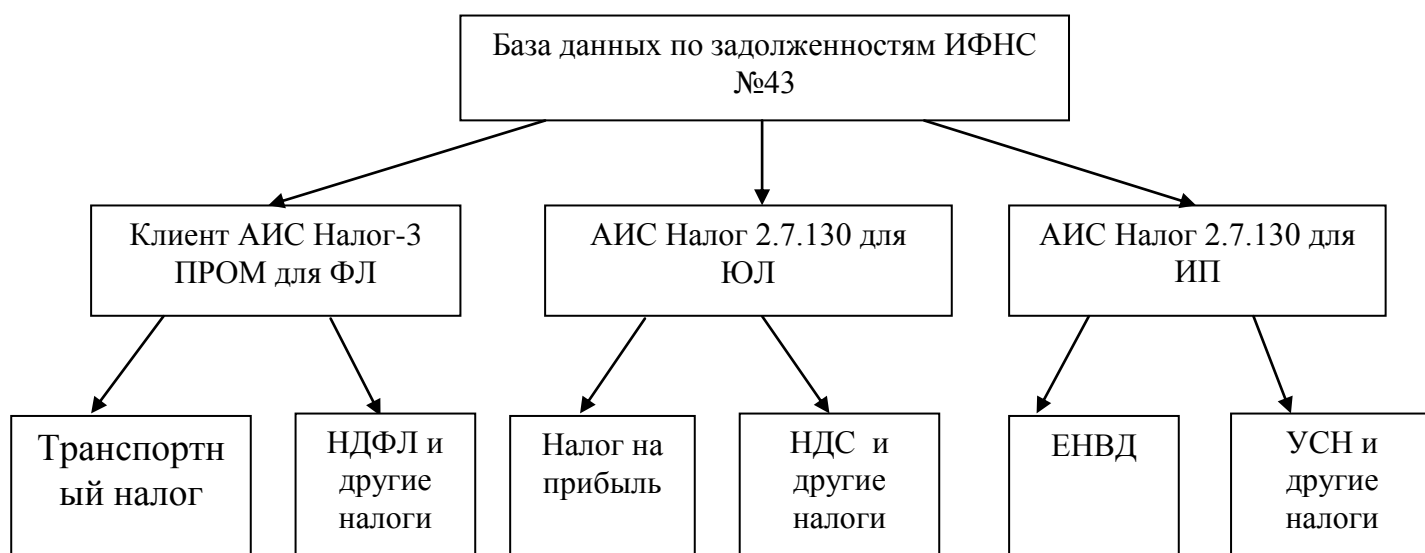 База данных по задолженностям ИФНС
№43
Клиент АИС Налог-3
ПРОМ для ФЛ
АИС Налог 2.7.130 для
ЮЛ
АИС Налог 2.7.130 для
ИП
Транспортн
ый налог
НДФЛ и
другие
налоги
Налог на
прибыль
НДС и
другие
налоги
ЕНВД
УСН и
другие
налоги